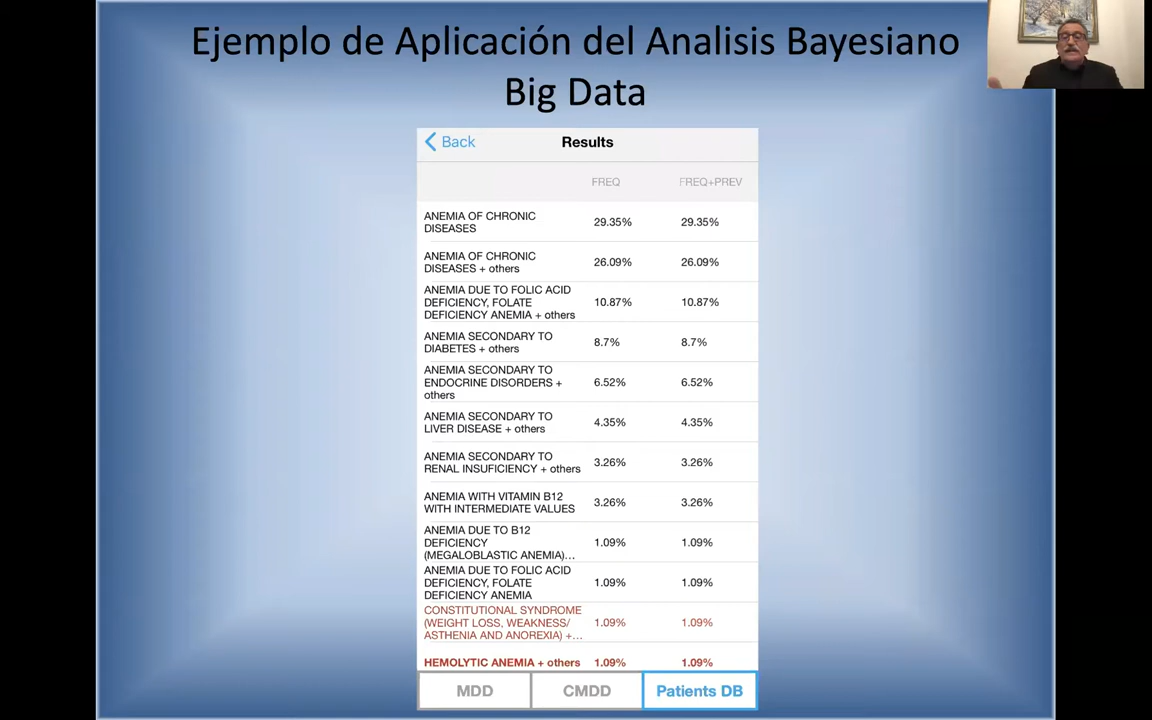 Ejemplo de Aplicación del Analisis Bayesiano
Big Data
Back
Results
FREQ
FREQ+PREV
ANEMIA OF CHRONIC
DISEASES
29.35%
29.35%
ANEMIA OF CHRONIC
DISEASES + others
26.09%
26.09%
ANEMIA DUE TO FOLIC ACID
DEFICIENCY, FOLATE
DEFICIENCY ANEMIA + others
10.87%
10.87%
ANEMIA SECONDARY TO
DIABETES + others
8.7%
8.7%
ANEMIA SECONDARY TO
ENDOCRINE DISORDERS +
others
6.52%
6.52%
ANEMIA SECONDARY TO
LIVER DISEASE + others
4.35%
4.35%
ANEMIA SECONDARY TO
RENAL INSUFICIENCY + others
3.26%
3.26%
ANEMIA WITH VITAMIN B12
WITH INTERMEDIATE VALUES
3.26%
3.26%
ANEMIA DUE TO B12
DEFICIENCY
(MEGALOBLASTIC ANEMIA)...
1.09%
1.09%
ANEMIA DUE TO FOLIC ACID
DEFICIENCY, FOLATE
DEFICIENCY ANEMIA
1.09%
1.09%
CONSTITUTIONAL SYNDROME
(WEIGHT LOSS, WEAKNESS/
ASTHENIA AND ANOREXIA) +...
1.09%
1.09%
HEMOLYTIC ANEMIA + others
1.09%
1.09%
MDD
CMDD
Patients DB